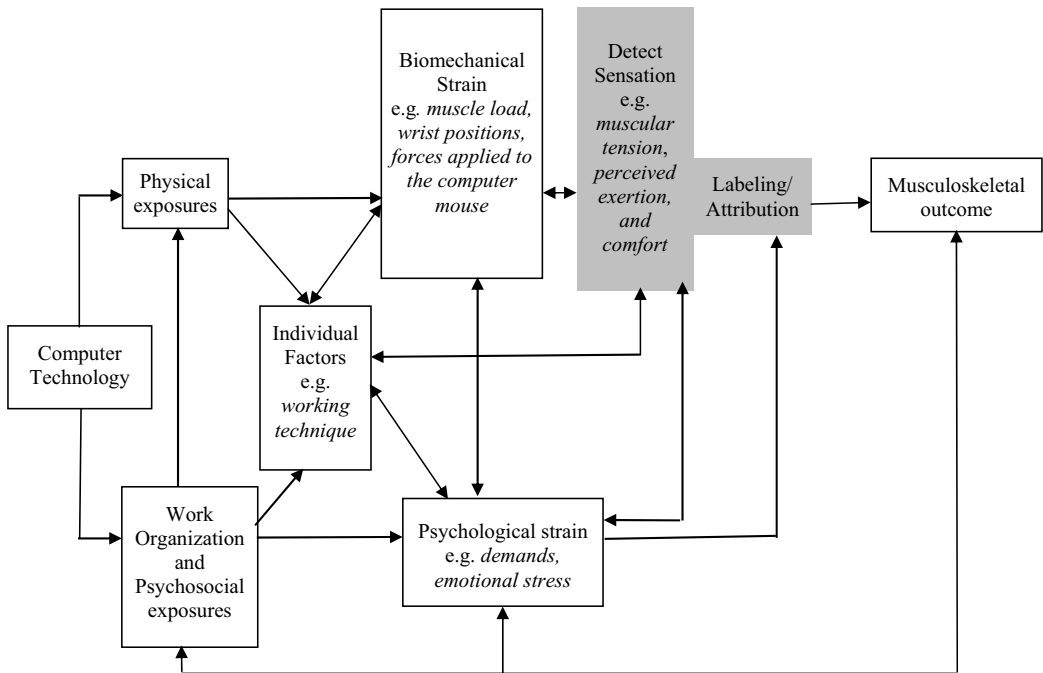 Biomechanical
Strain
e.g. muscle load,
wrist positions,
forces applied to
the computer
mouse
Detect
Sensation
e.g.
muscular
tension,
perceived
exertion,
and
comfort
Labeling/
Attribution
Musculoskeletal
outcome
Physical
exposures
Computer
Technology
Individual
Factors
e.g.
working
technique
Work
Organization
and
Psychosocial
exposures
Psychological strain
e.g. demands,
emotional stress